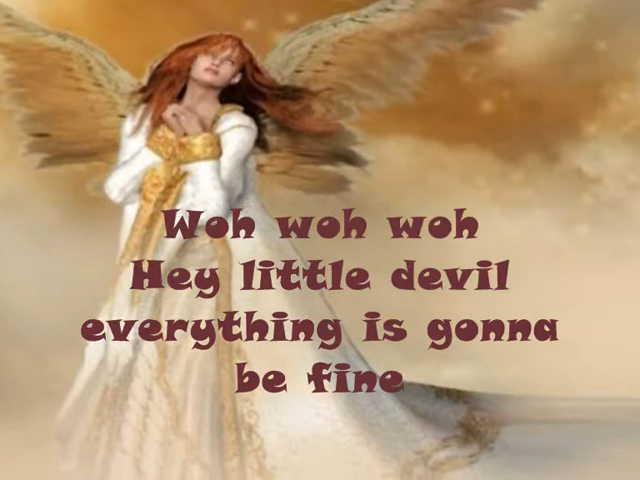 Woh woh woh
Hey little devil
everything is gonna
be fine